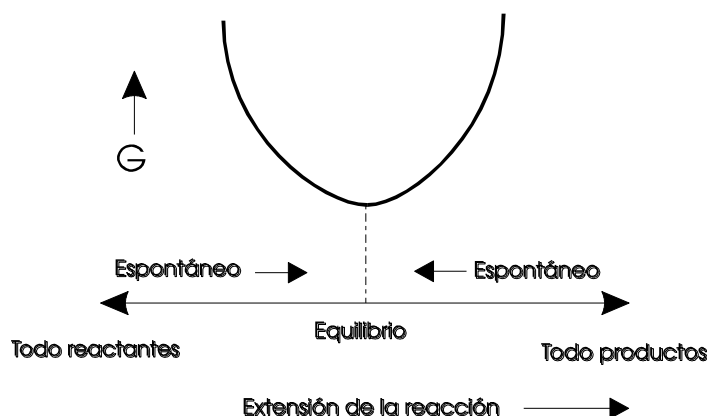 G
Espontáneo
Espontáneo
Equilibrio
Todo reactantes
Todo productos
Extensión de la reacción